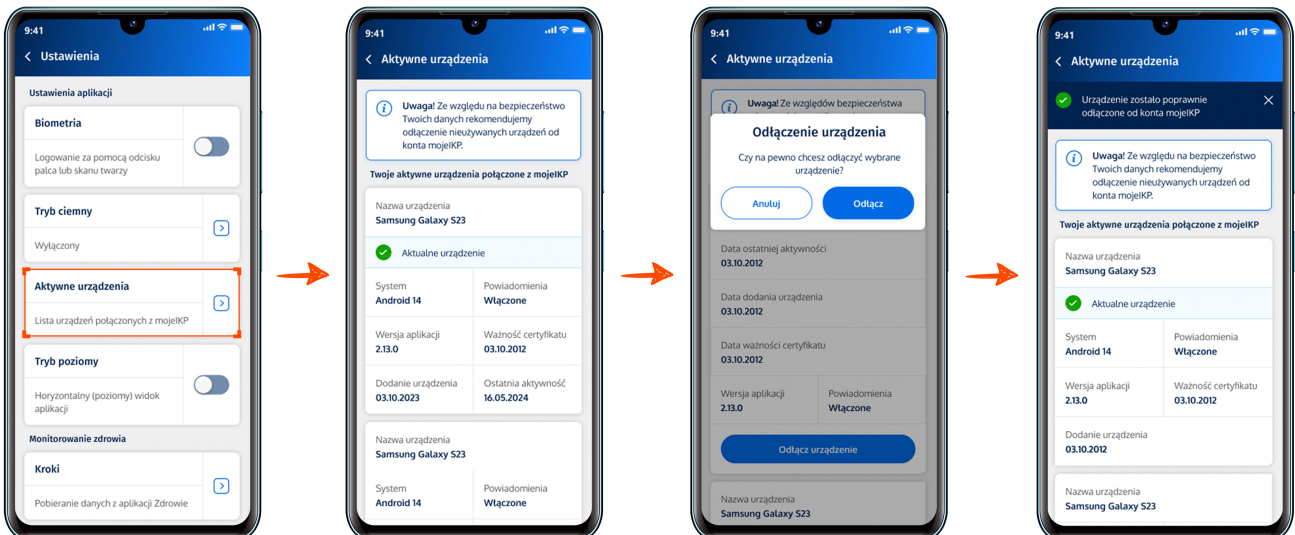 9:41
Ustawienia
Ustawienia aplikacji
Biometria
Logowanie za pomocą odcisku
palca lub skanu twarzy
Tryb ciemny
Wyłączony
Aktywne urządzenia
Lista urządzeń połączonych z mojeIKP
Tryb poziomy
Horyzontalny (poziomy) widok
aplikacji
Monitorowanie zdrowia
Kroki
Pobieranie danych z aplikacji Zdrowie
9:41
Aktywne urządzenia
Uwaga! Ze względu na bezpieczeństwo
Twoich danych rekomendujemy
odłączenie nieużywanych urządzeń od
konta mojeIKP.
Twoje aktywne urządzenia połączone z mojeIKP
Nazwa urządzenia
Samsung Galaxy S23
Aktualne urządzenie
System Powiadomienia
Android 14 Włączone
Wersja aplikacji Ważność certyfikatu
2.13.0 03.10.2012
Dodanie urządzenia Ostatnia aktywność
03.10.2023 16.05.2024
Nazwa urządzenia
Samsung Galaxy S23
System Powiadomienia
Android 14 Włączone
9:41
Aktywne urządzenia
Uwaga! Ze względów bezpieczeństwa
Odłączenie urządzenia
Czy na pewno chcesz odłączyć wybrane
urządzenie?
Anuluj Odłącz
Data ostatniej aktywności
03.10.2012
Data dodania urządzenia
03.10.2012
Data ważności certyfikatu
03.10.2012
Wersja aplikacji Powiadomienia
2.13.0 Włączone
Odłącz urządzenie
Nazwa urządzenia
Samsung Galaxy S23
9:41
Aktywne urządzenia
Urządzenie zostało poprawnie
odłączone od konta mojeIKP
Uwaga! Ze względu na bezpieczeństwo
Twoich danych rekomendujemy
odłączenie nieużywanych urządzeń od
konta mojeIKP.
Twoje aktywne urządzenia połączone z mojeIKP
Nazwa urządzenia
Samsung Galaxy S23
Aktualne urządzenie
System Powiadomienia
Android 14 Włączone
Wersja aplikacji Ważność certyfikatu
2.13.0 03.10.2012
Dodanie urządzenia
03.10.2012
Nazwa urządzenia
Samsung Galaxy S23